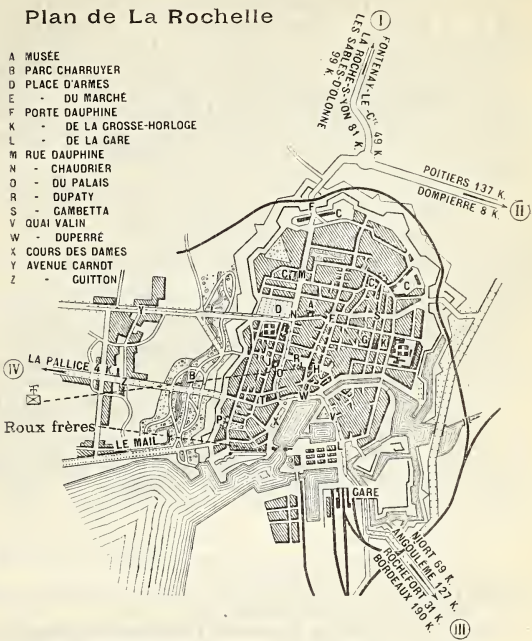 Plan de La Rochelle
A MUSÉE
B PARC CHARRUYER
D PLACE D'ARMES
E - DU MARCHÉ
F PORTE DAUPHINE
K - DE LA GROSSE-HORLOGE
L - DE LA GARE
M RUE DAUPHINE
N - CHAUDRIER
O - DU PALAIS
R - DUPATY
S - GAMBETTA
V QUAI VALIN
W - DUPERRÉ
X COURS DES DAMES
Y AVENUE CARNOT
Z - GUITTON
I
FONTENAY-LE-Cte 49 K.
LA ROCHE-S-YON 81 K.
LES SABLES-D'OLONNE
99 K.
POITIERS 137 K.
DOMPIERRE 8 K.
II
F
C
C
M
C
C
D
A
E
G
K
IV
LA PALLICE 4 K.
B
R
O
H
T
W
V
X
P
Roux frères
LE MAIL
GARE
NIORT 69 K.
ANGOULÊME 127 K.
ROCHEFORT 31 K.
BORDEAUX 190 K.
III